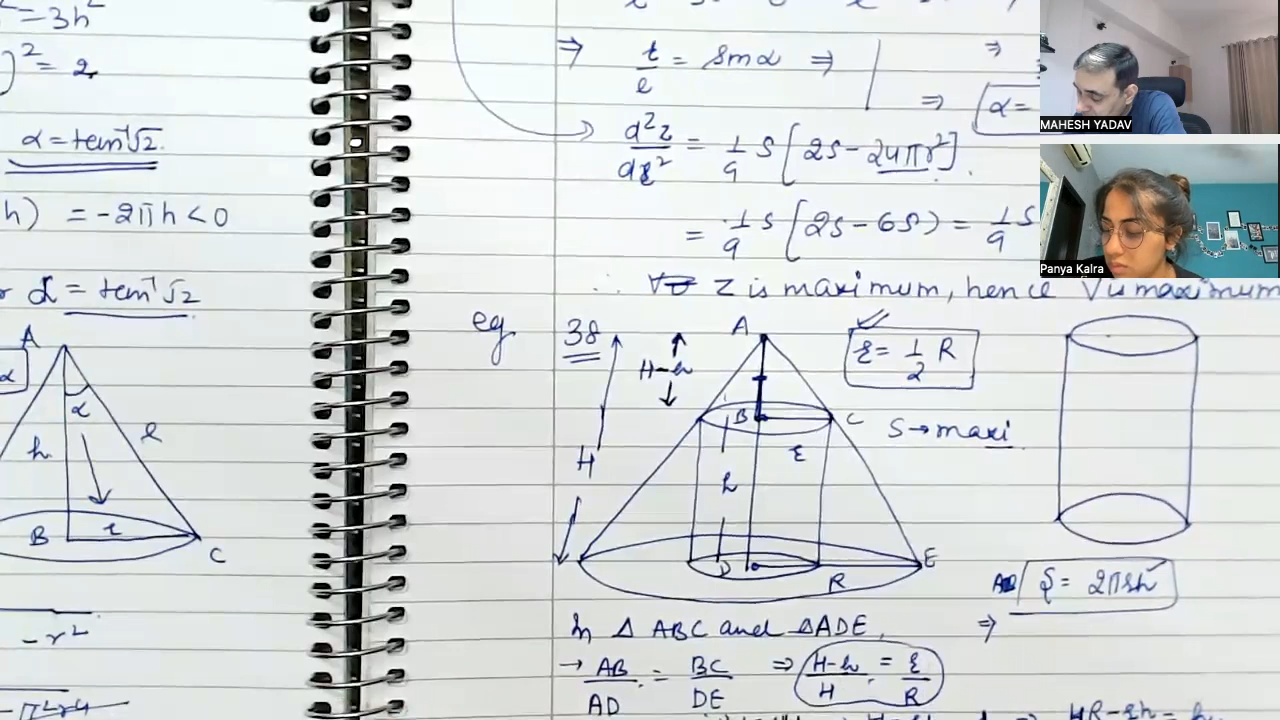 = 3h²
)² = 2
α = tan⁻¹√2
h) = -2πh < 0
α = tan⁻¹√2
A
α
α
h
l
B
r
C
- r²
⇒ r/l = Sinα ⇒
⇒
⇒ α =
d²z/dr² = 1/9 S [2S - 24πr²]
= 1/9 S [2S - 6S) = 1/9 S
∴ Z is maximum, hence V is maximum
eg 38
A
H-h
r = 1/2 R
B
C
S → maxi
r
H
h
D
E
R
S = 2πrh
⇒
In Δ ABC and ΔADE,
→ AB/AD = BC/DE ⇒ H-h/H = r/R
MAHESH YADAV
Panya Kalra